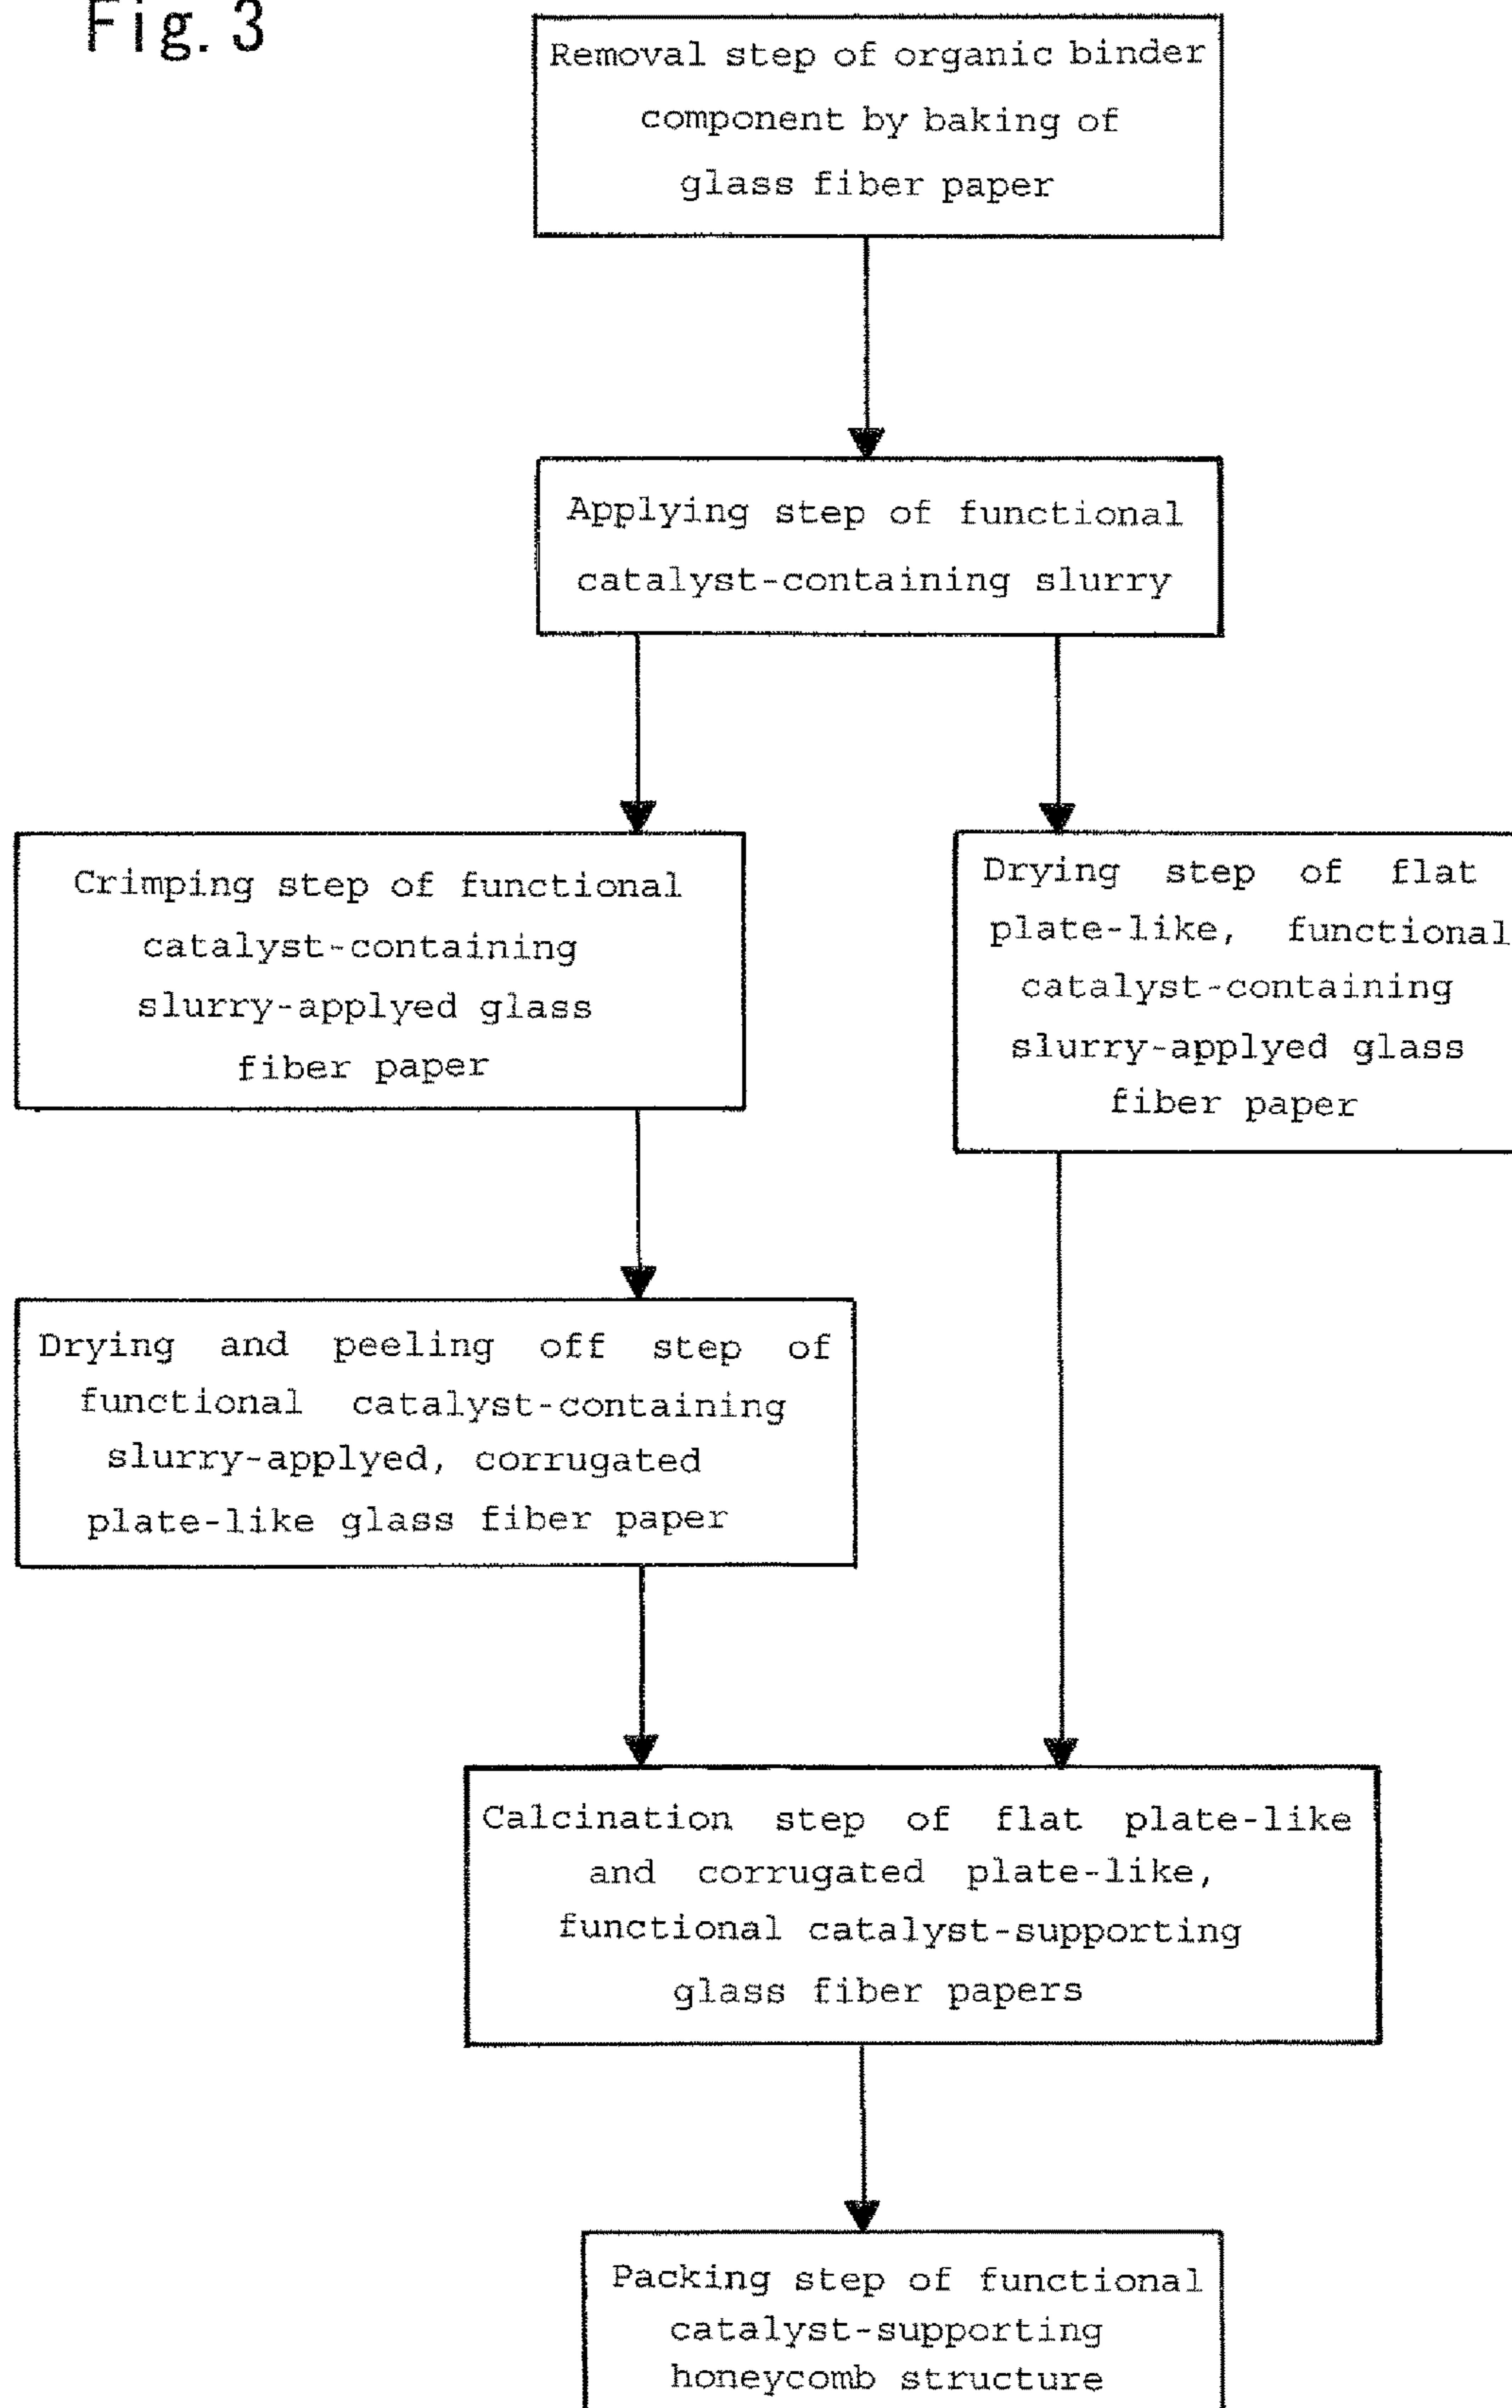 Fig. 3
Removal step of organic binder
component by baking of
glass fiber paper
Applying step of functional
catalyst-containing slurry
Crimping step of functional
catalyst-containing
slurry-applyed glass
fiber paper
Drying step of flat
plate-like, functional
catalyst-containing
slurry-applyed glass
fiber paper
Drying and peeling off step of
functional catalyst-containing
slurry-applyed, corrugated
plate-like glass fiber paper
Calcination step of flat plate-like
and corrugated plate-like,
functional catalyst-supporting
glass fiber papers
Packing step of functional
catalyst-supporting
honeycomb structure